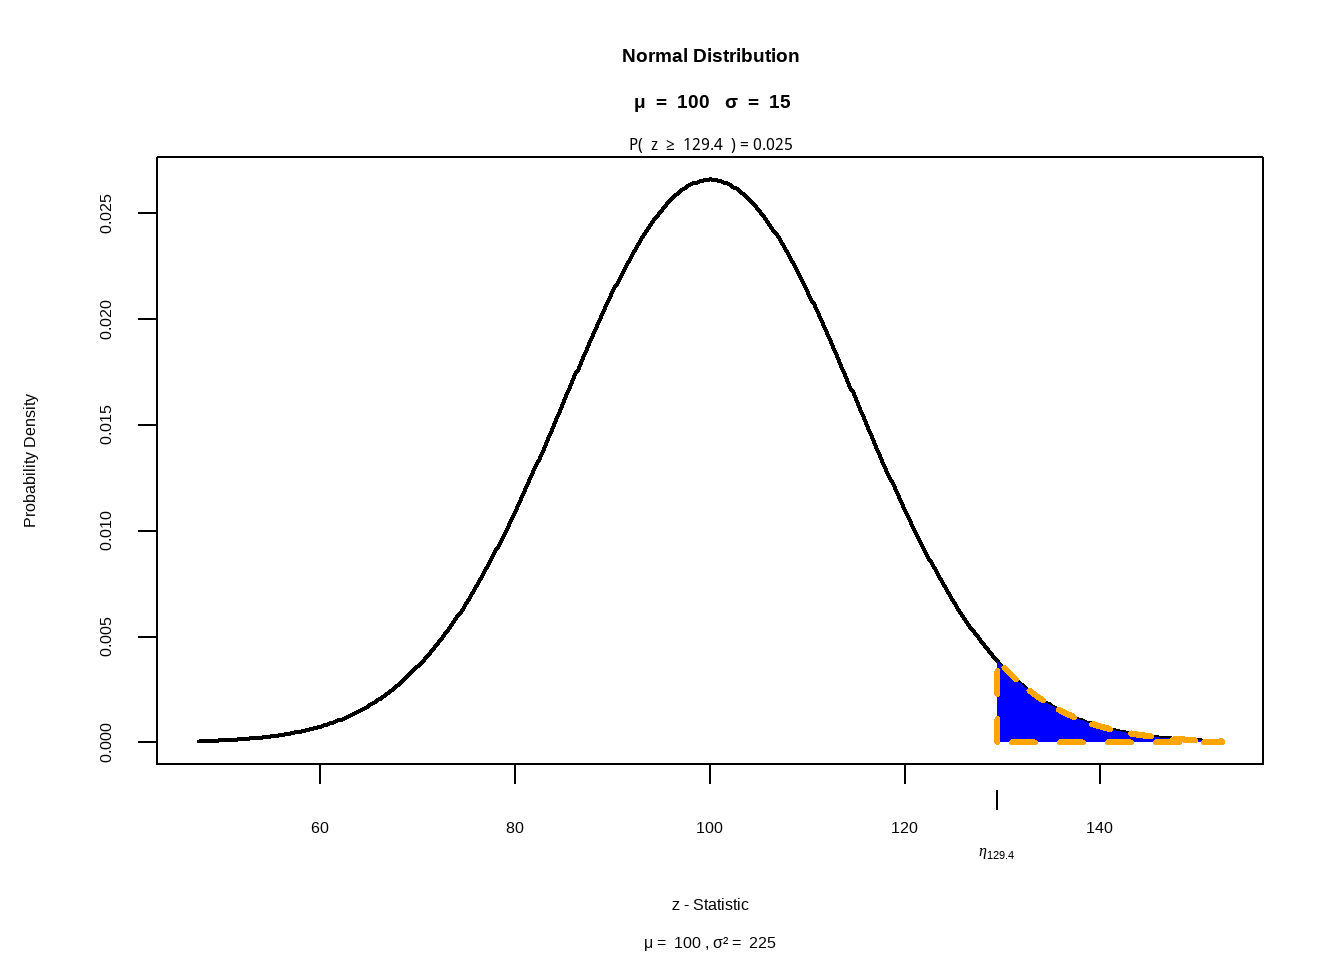 Normal Distribution
μ = 100 σ = 15
P( z ≥ 129.4 ) = 0.025
Probability Density
0.025
0.020
0.015
0.010
0.005
0.000
60 80 100 120 140
η129.4
z - Statistic
μ = 100 , σ² = 225